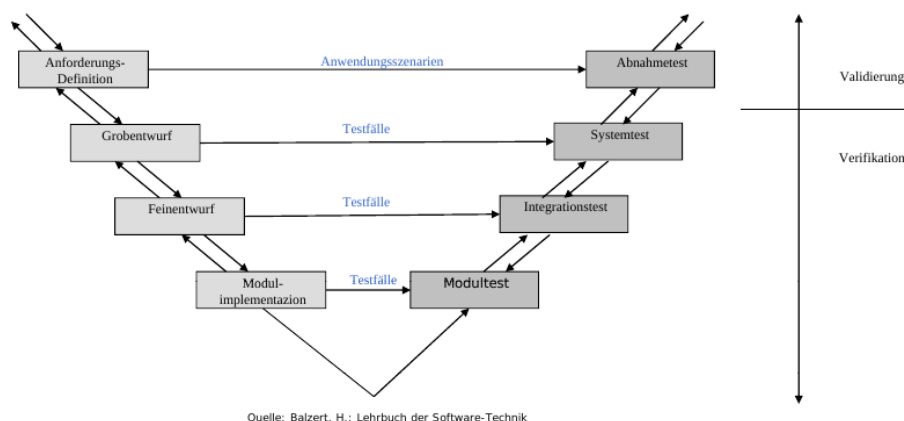 Anforderungs-
Definition
Anwendungsszenarien
Abnahmetest
Validierung
Grobentwurf
Testfälle
Systemtest
Verifikation
Feinentwurf
Testfälle
Integrationstest
Modul-
implementazion
Testfälle
Modultest
Quelle: Balzert, H.: Lehrbuch der Software-Technik